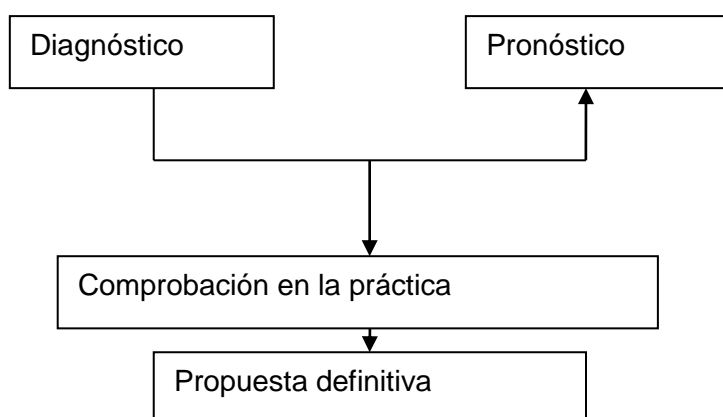 Diagnóstico
Pronóstico
Comprobación en la práctica
Propuesta definitiva